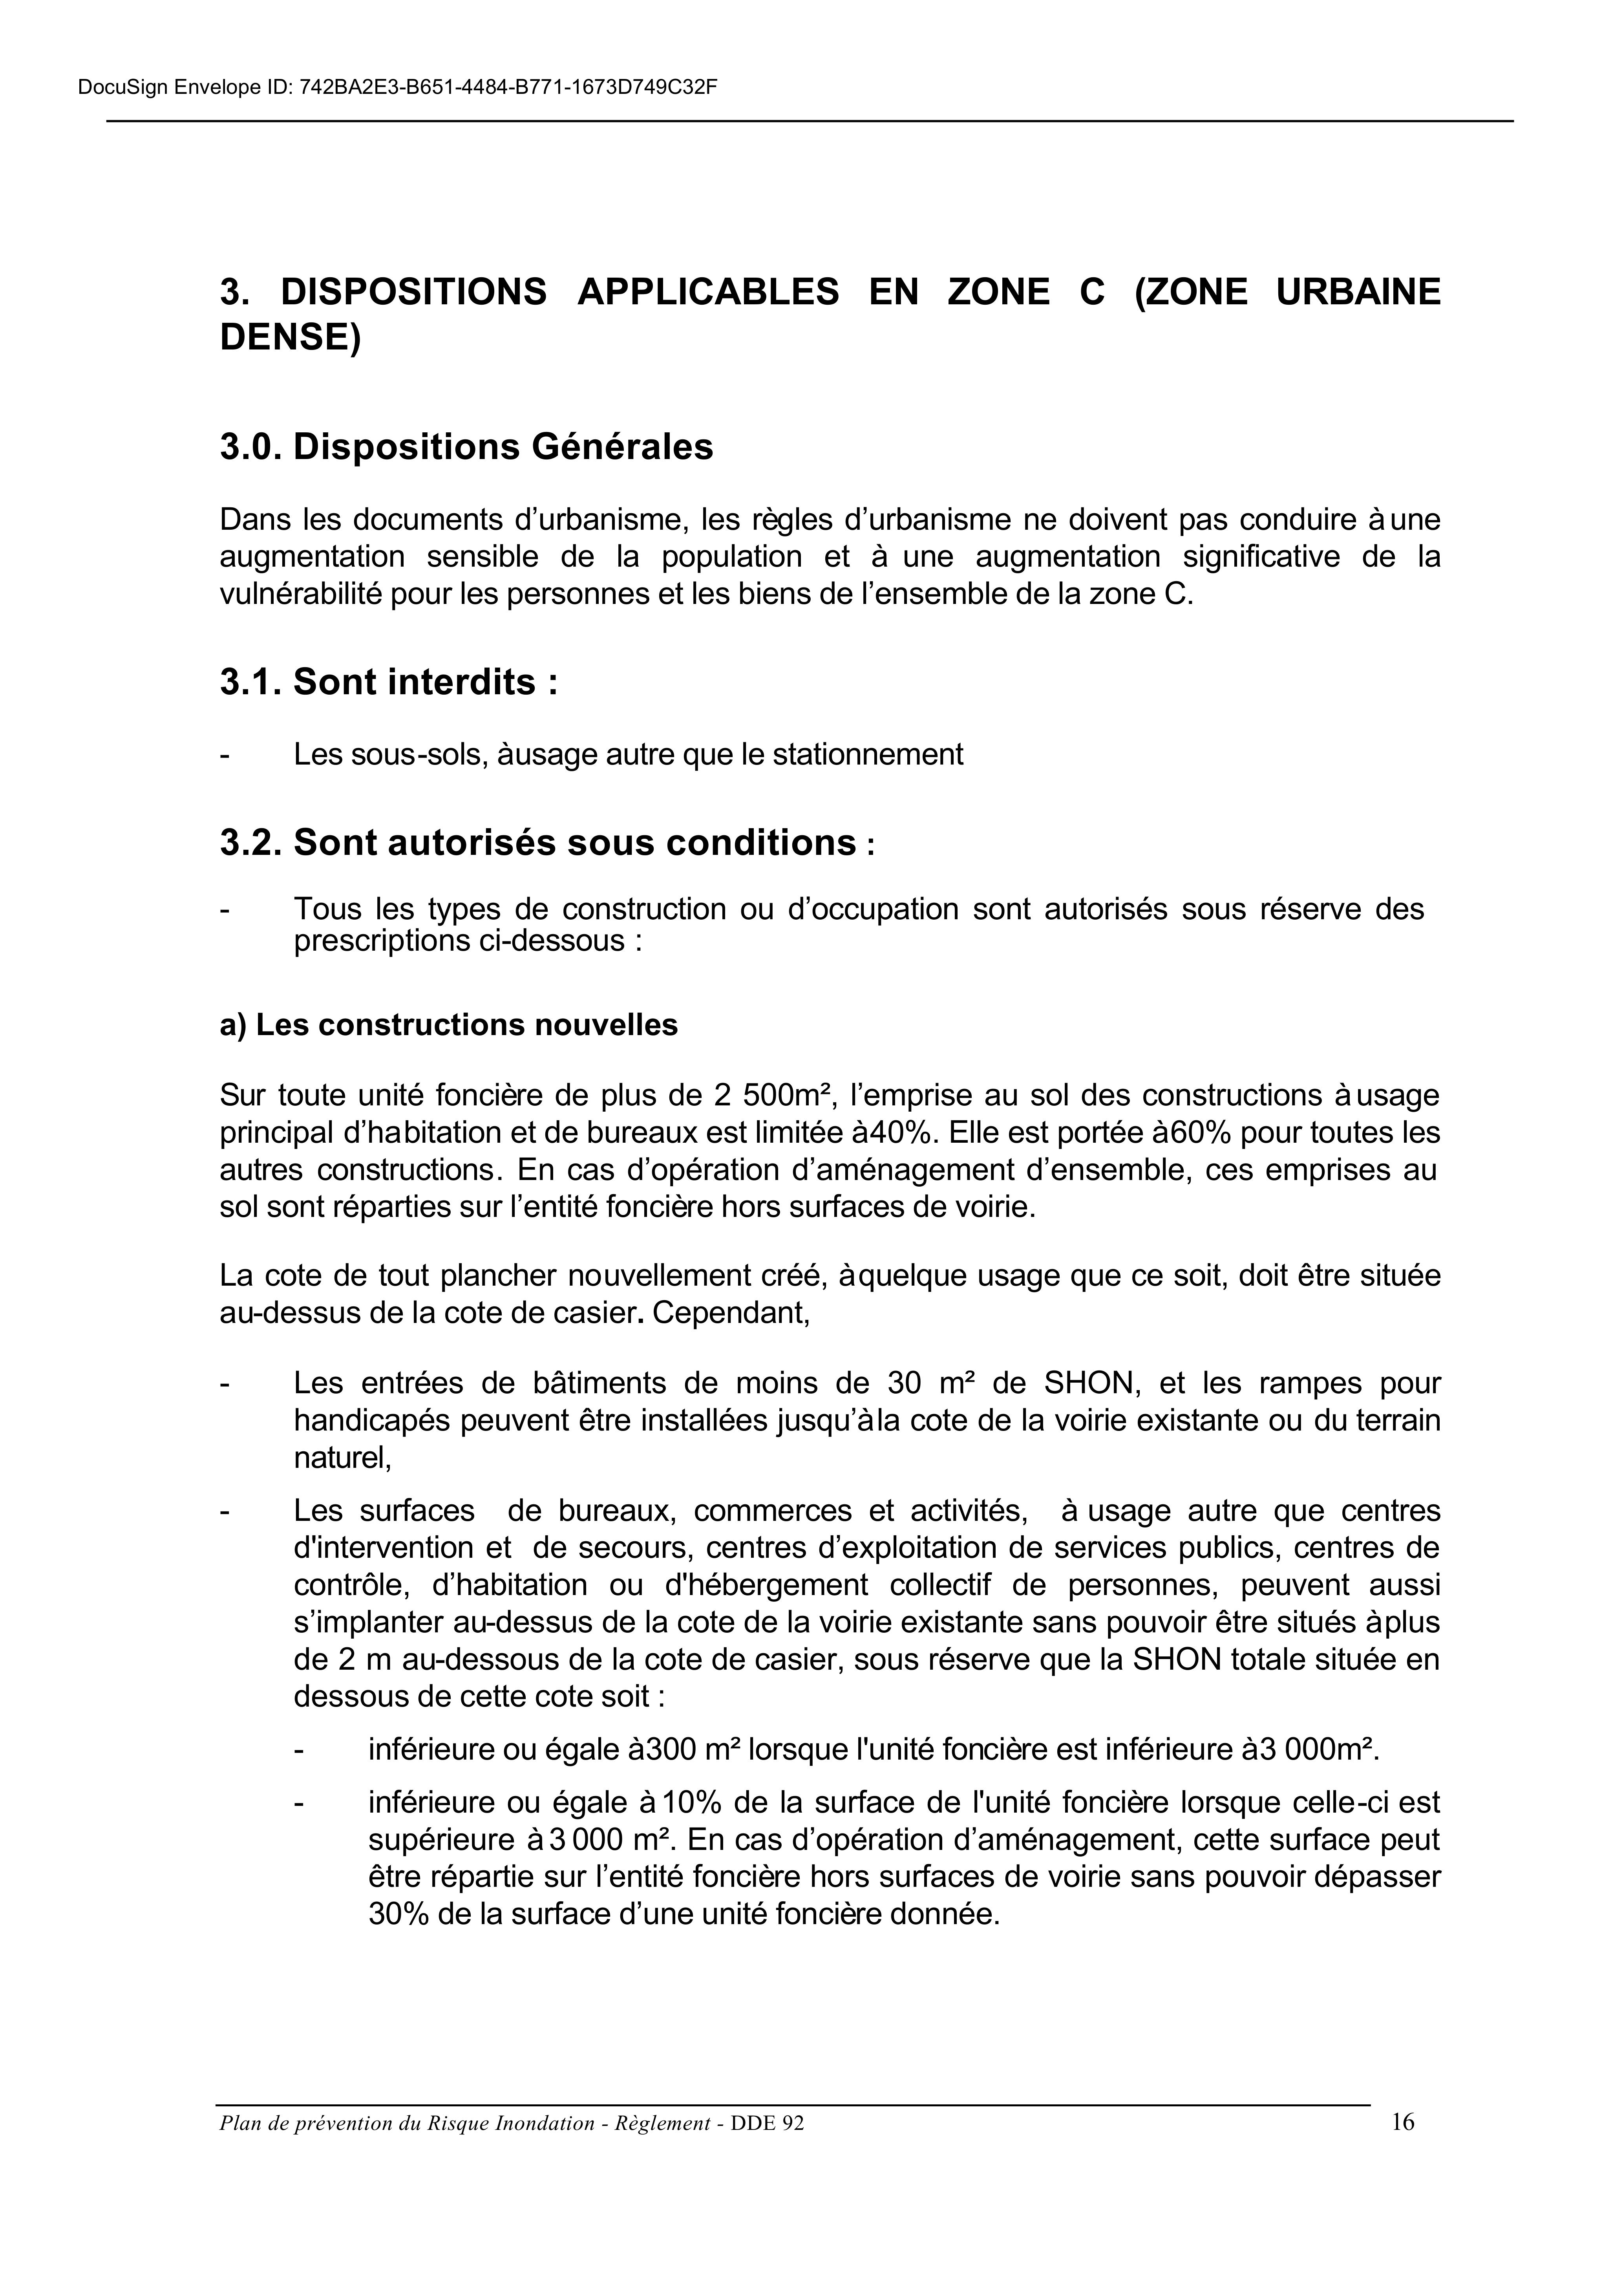 DocuSign Envelope ID: 742BA2E3-B651-4484-B771-1673D749C32F
3. DISPOSITIONS APPLICABLES EN ZONE C (ZONE URBAINE
DENSE)
3.0. Dispositions Générales
Dans les documents d’urbanisme, les règles d’urbanisme ne doivent pas conduire à une
augmentation sensible de la population et à une augmentation significative de la
vulnérabilité pour les personnes et les biens de l’ensemble de la zone C.
3.1. Sont interdits :
- Les sous-sols, à usage autre que le stationnement
3.2. Sont autorisés sous conditions :
- Tous les types de construction ou d’occupation sont autorisés sous réserve des
prescriptions ci-dessous :
a) Les constructions nouvelles
Sur toute unité foncière de plus de 2 500m², l’emprise au sol des constructions à usage
principal d’habitation et de bureaux est limitée à 40%. Elle est portée à 60% pour toutes les
autres constructions. En cas d’opération d’aménagement d’ensemble, ces emprises au
sol sont réparties sur l’entité foncière hors surfaces de voirie.
La cote de tout plancher nouvellement créé, à quelque usage que ce soit, doit être située
au-dessus de la cote de casier. Cependant,
- Les entrées de bâtiments de moins de 30 m² de SHON, et les rampes pour
handicapés peuvent être installées jusqu’à la cote de la voirie existante ou du terrain
naturel,
- Les surfaces de bureaux, commerces et activités, à usage autre que centres
d'intervention et de secours, centres d’exploitation de services publics, centres de
contrôle, d’habitation ou d'hébergement collectif de personnes, peuvent aussi
s’implanter au-dessus de la cote de la voirie existante sans pouvoir être situés à plus
de 2 m au-dessous de la cote de casier, sous réserve que la SHON totale située en
dessous de cette cote soit :
- inférieure ou égale à 300 m² lorsque l'unité foncière est inférieure à 3 000m².
- inférieure ou égale à 10% de la surface de l'unité foncière lorsque celle-ci est
supérieure à 3 000 m². En cas d’opération d’aménagement, cette surface peut
être répartie sur l’entité foncière hors surfaces de voirie sans pouvoir dépasser
30% de la surface d’une unité foncière donnée.
Plan de prévention du Risque Inondation - Règlement - DDE 92 16